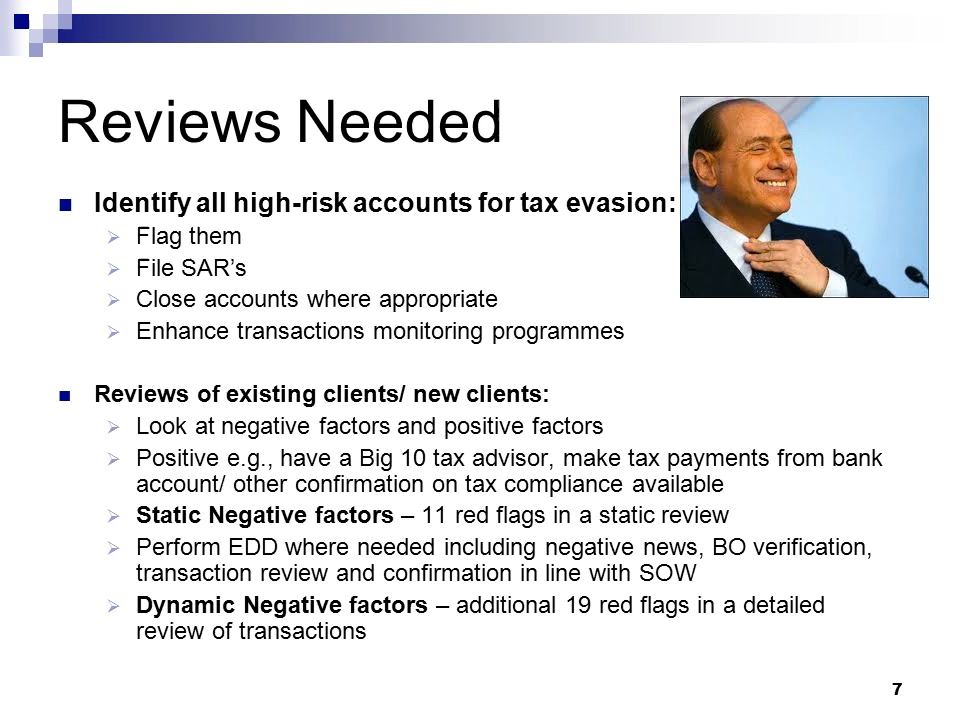 Reviews Needed
Identify all high-risk accounts for tax evasion:
Flag them
File SAR's
Close accounts where appropriate
Enhance transactions monitoring programmes
Reviews of existing clients/ new clients:
Look at negative factors and positive factors
Positive e.g., have a Big 10 tax advisor, make tax payments from bank
account/ other confirmation on tax compliance available
Static Negative factors – 11 red flags in a static review
Perform EDD where needed including negative news, BO verification,
transaction review and confirmation in line with SOW
Dynamic Negative factors – additional 19 red flags in a detailed
review of transactions
7